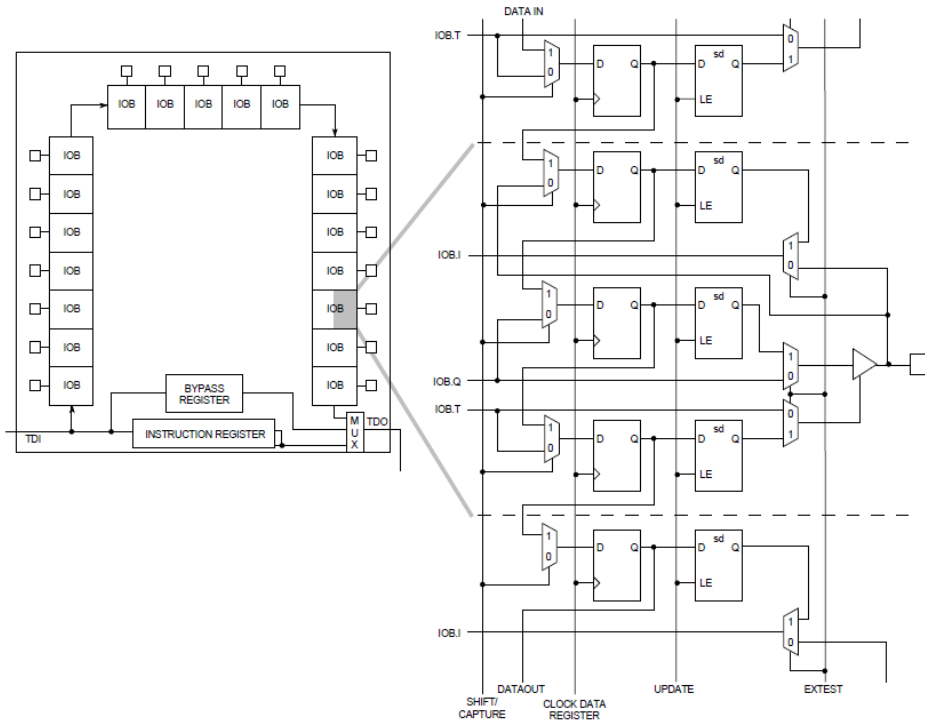 DATA IN
IOB.T
1
0
D Q
sd
D Q
LE
0
1
IOB IOB IOB IOB IOB
IOB
IOB
IOB
IOB
IOB
IOB
IOB
IOB
IOB
IOB
IOB
IOB
IOB
IOB
BYPASS
REGISTER
INSTRUCTION REGISTER
TDI
M
U
X
TDO
1
0
D Q
sd
D Q
LE
IOB.I
1
0
1
0
D Q
sd
D Q
LE
1
0
IOB.Q
IOB.T
0
1
1
0
D Q
sd
D Q
LE
1
0
D Q
sd
D Q
LE
IOB.I
1
0
SHIFT/
CAPTURE
DATAOUT
CLOCK DATA
REGISTER
UPDATE
EXTEST